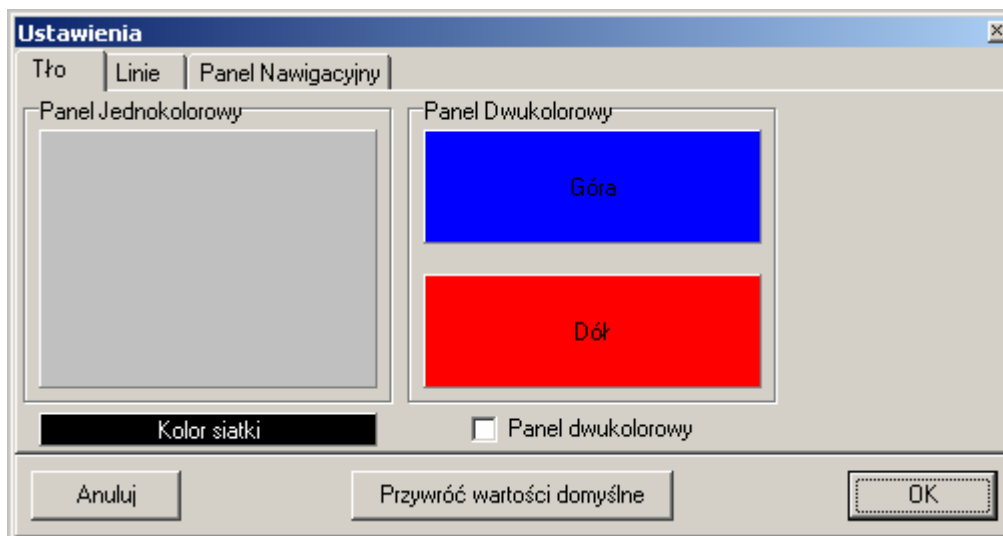 Ustawienia
Tło Linie Panel Nawigacyjny
Panel Jednokolorowy Panel Dwukolorowy
Góra
Dół
Kolor siatki Panel dwukolorowy
Anuluj Przywróć wartości domyślne OK